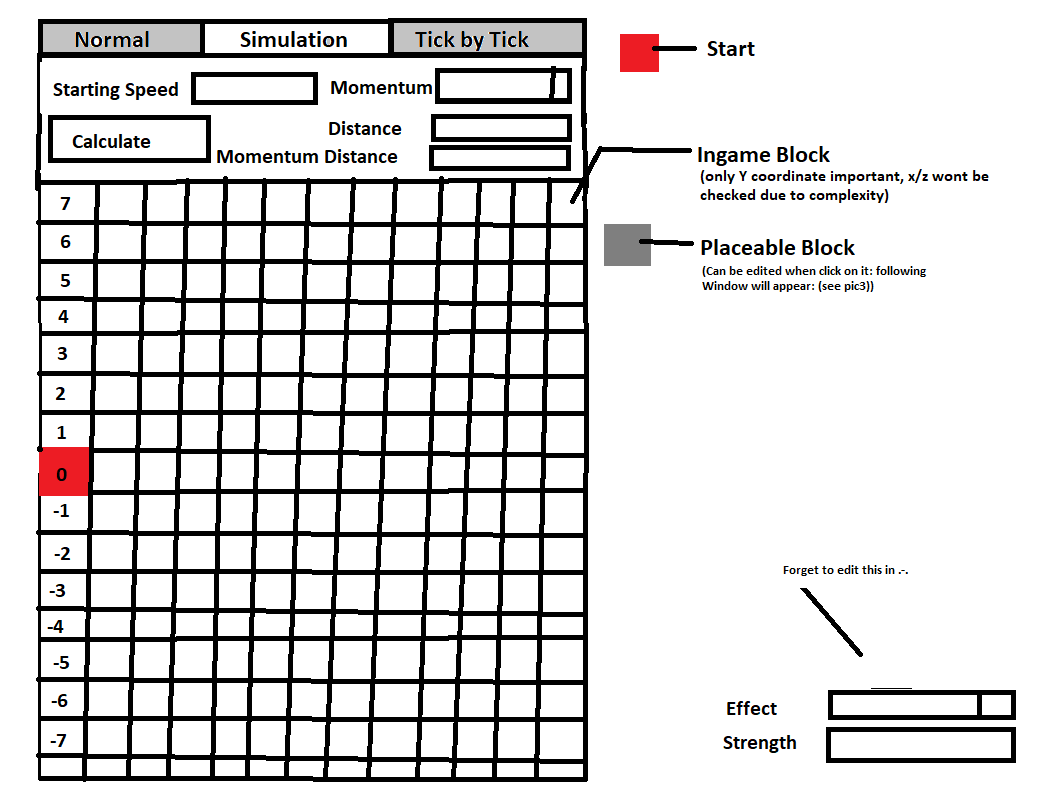 Normal Simulation Tick by Tick
Start
Starting Speed Momentum
Calculate
Distance
Momentum Distance
Ingame Block
(only Y coordinate important, x/z wont be
checked due to complexity)
Placeable Block
(Can be edited when click on it: following
Window will appear: (see pic3))
7
6
5
4
3
2
1
0
-1
-2
-3
-4
-5
-6
-7
Forget to edit this in .-.
Effect
Strength